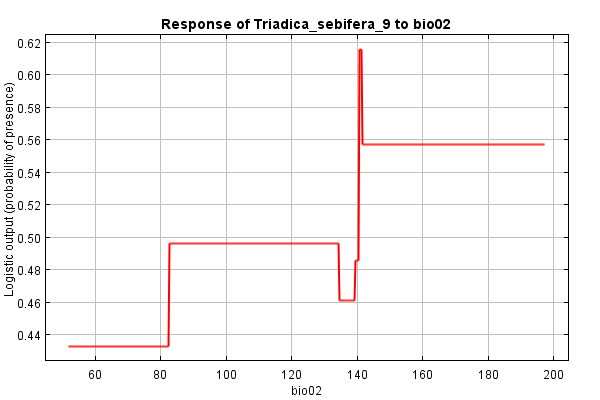 Response of Triadica_sebifera_9 to bio02
Logistic output (probability of presence)
0.62
0.60
0.58
0.56
0.54
0.52
0.50
0.48
0.46
0.44
60 80 100 120 140 160 180 200
bio02